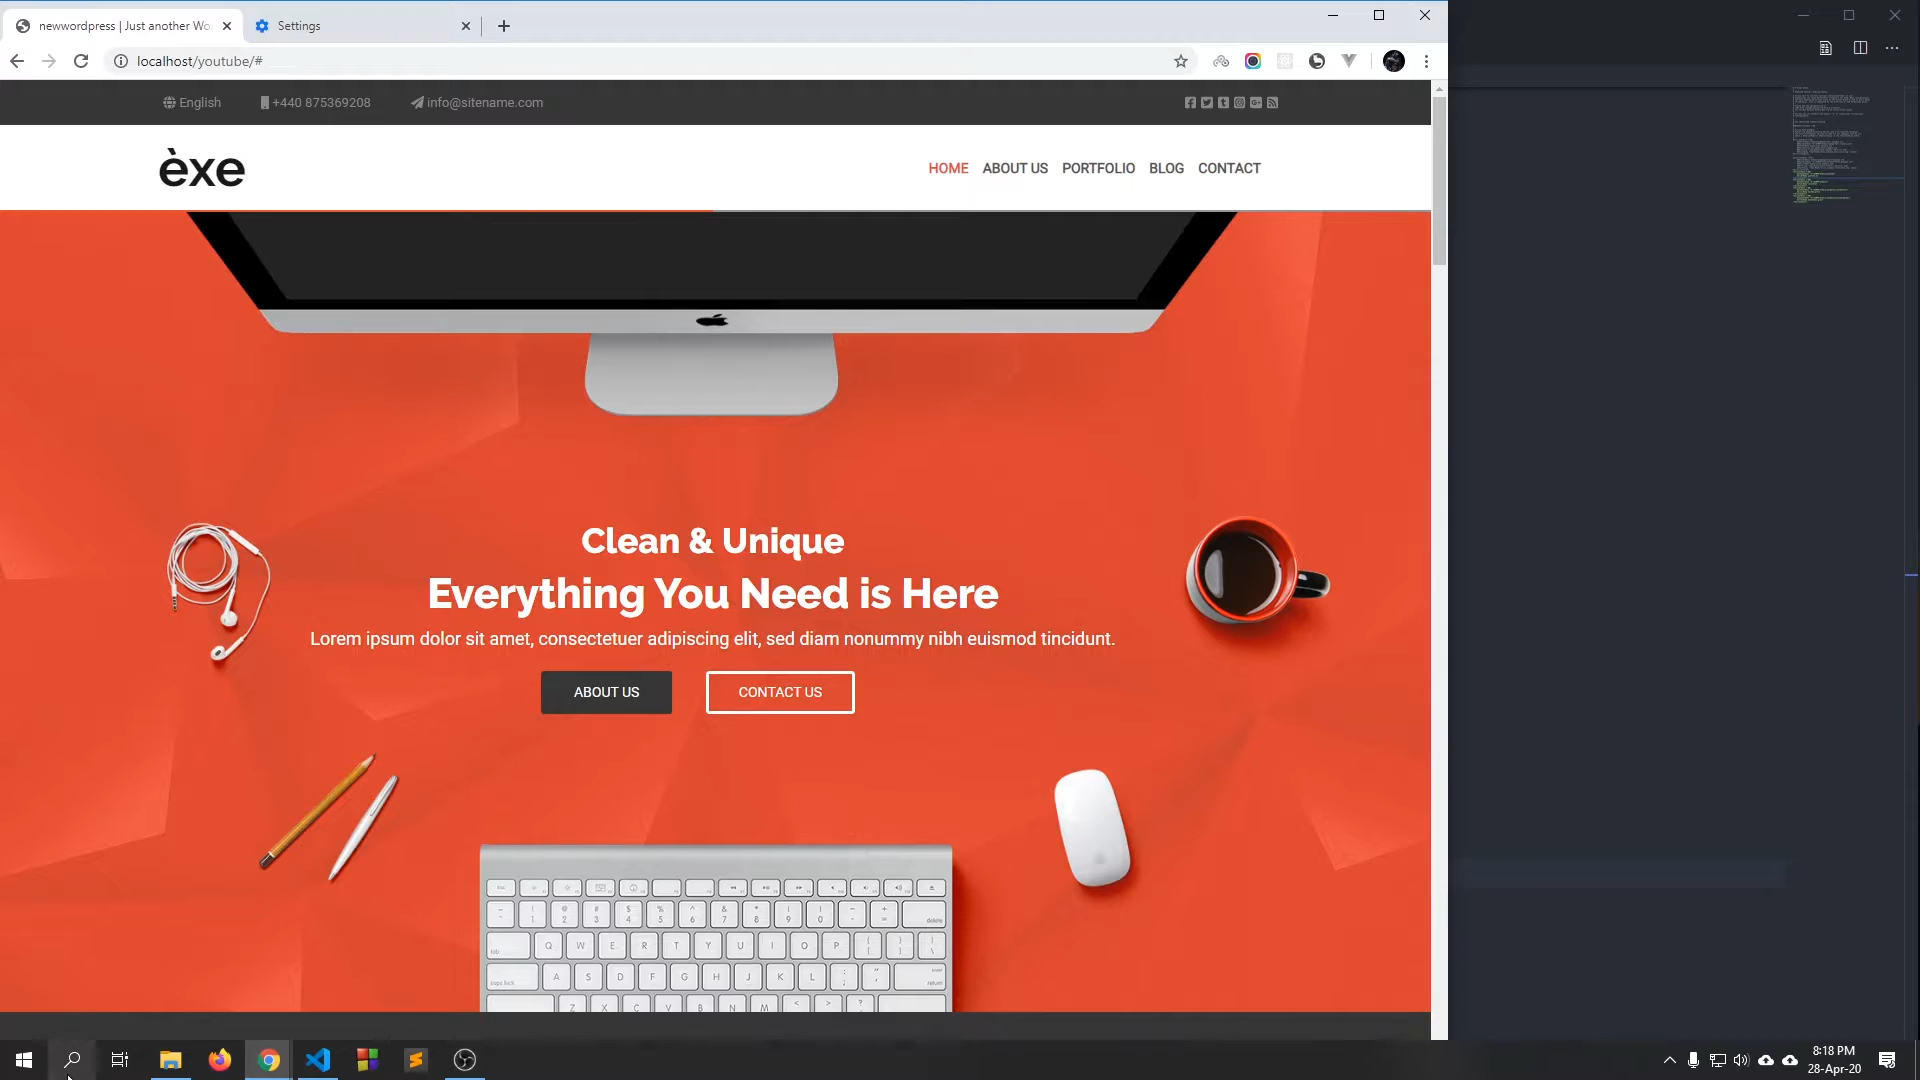 newwordpress | Just another Wo
Settings
localhost/youtube/#
English
+440 875369208
info@sitename.com
èxe
HOME
ABOUT US
PORTFOLIO
BLOG
CONTACT
Clean & Unique
Everything You Need is Here
Lorem ipsum dolor sit amet, consectetuer adipiscing elit, sed diam nonummy nibh euismod tincidunt.
ABOUT US
CONTACT US
delete
Q W E R T Y U I O P
A S D F G H J K L
return
Z X C V B N M
8:18 PM
28-Apr-20